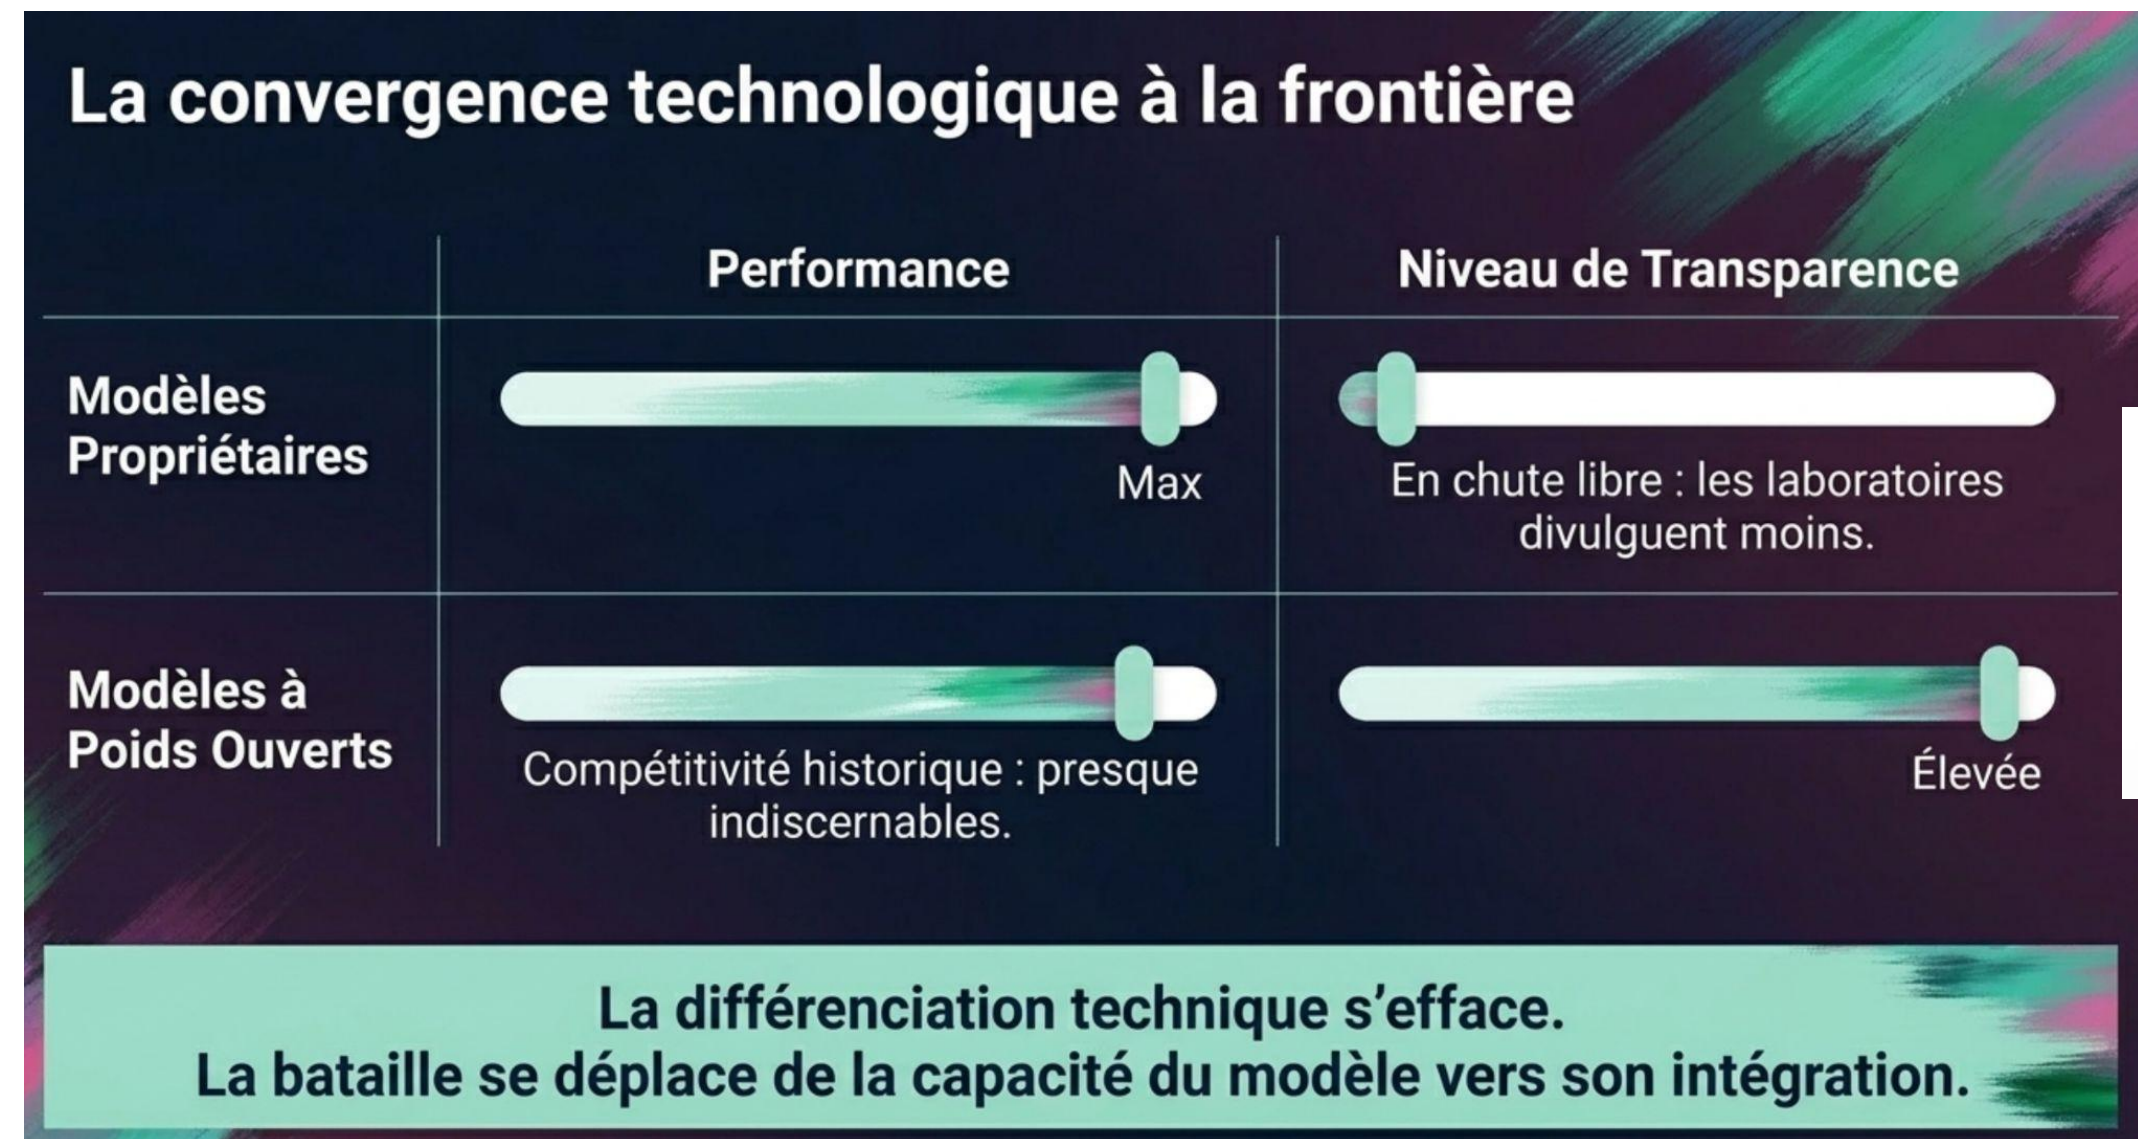 La convergence technologique à la frontière
Performance
Niveau de Transparence
Modèles
Propriétaires
Max
En chute libre : les laboratoires
divulguent moins.
Modèles à
Poids Ouverts
Compétitivité historique : presque
indiscernables.
Élevée
La différenciation technique s’efface.
La bataille se déplace de la capacité du modèle vers son intégration.